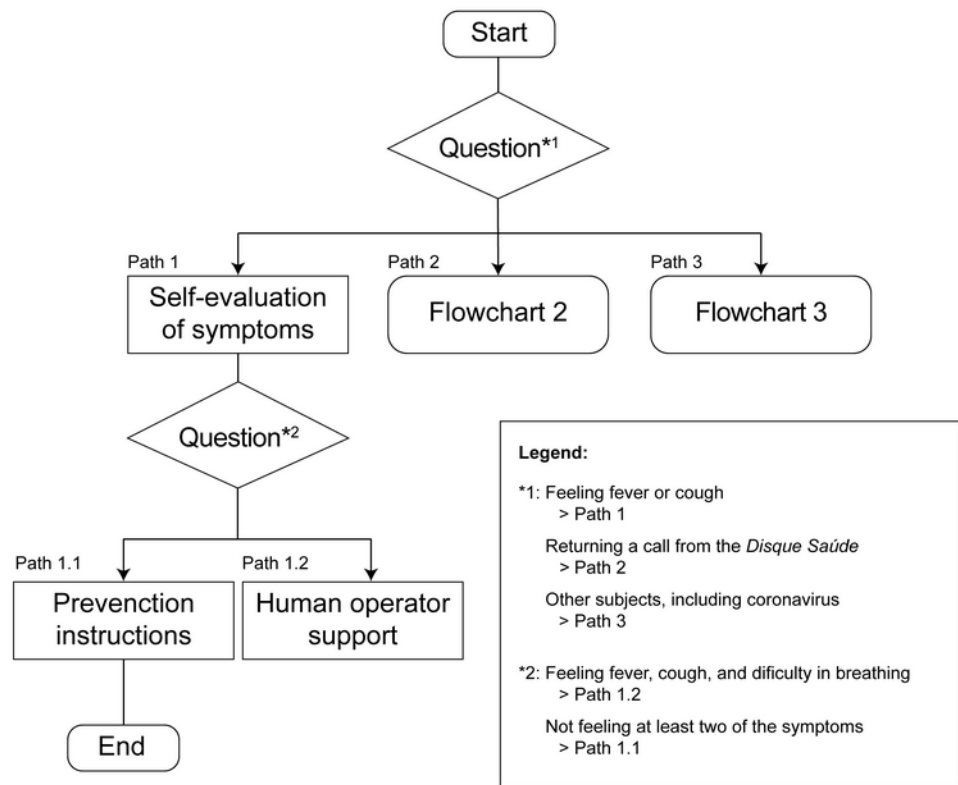 Start
Question*1
Path 1
Path 2
Path 3
Self-evaluation
of symptoms
Flowchart 2
Flowchart 3
Question*2
Path 1.1
Path 1.2
Prevenction
instructions
Human operator
support
End
Legend:
*1: Feeling fever or cough
> Path 1
Returning a call from the Disque Saúde
> Path 2
Other subjects, including coronavirus
> Path 3
*2: Feeling fever, cough, and dificulty in breathing
> Path 1.2
Not feeling at least two of the symptoms
> Path 1.1